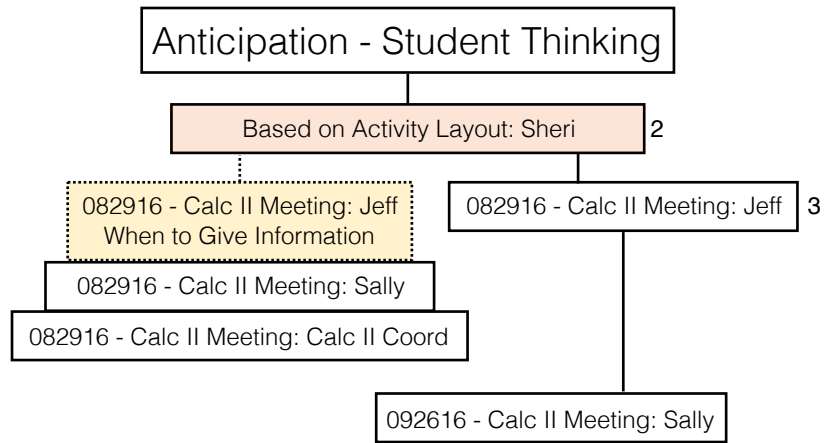 Anticipation - Student Thinking
Based on Activity Layout: Sheri 2
082916 - Calc II Meeting: Jeff
When to Give Information
082916 - Calc II Meeting: Jeff 3
082916 - Calc II Meeting: Sally
082916 - Calc II Meeting: Calc II Coord
092616 - Calc II Meeting: Sally